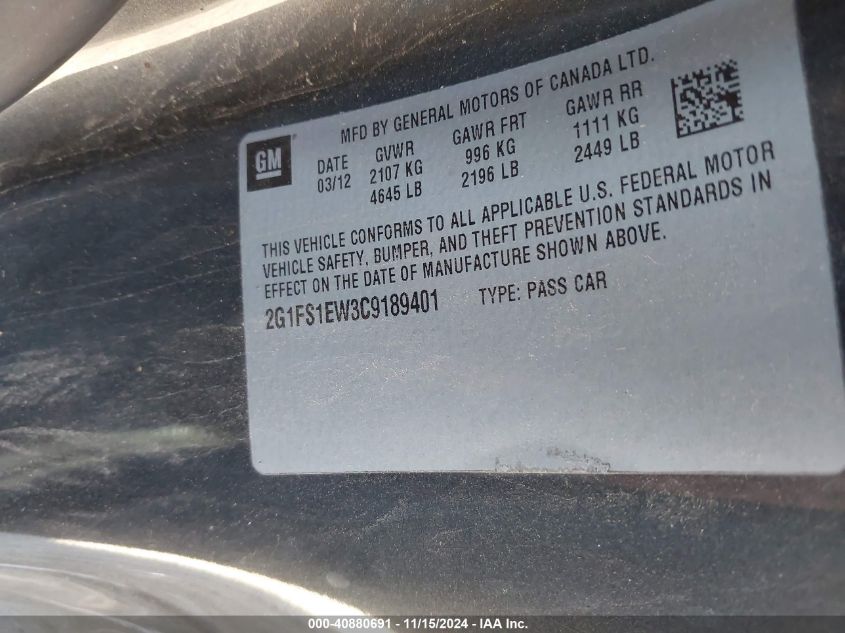 MFD BY GENERAL MOTORS OF CANADA LTD.
GM
DATE GVWR GAWR FRT GAWR RR
03/12 2107 KG 996 KG 1111 KG
4645 LB 2196 LB 2449 LB
THIS VEHICLE CONFORMS TO ALL APPLICABLE U.S. FEDERAL MOTOR
VEHICLE SAFETY, BUMPER, AND THEFT PREVENTION STANDARDS IN
EFFECT ON THE DATE OF MANUFACTURE SHOWN ABOVE.
2G1FS1EW3C9189401 TYPE: PASS CAR
000-40880691 - 11/15/2024 - IAA Inc.